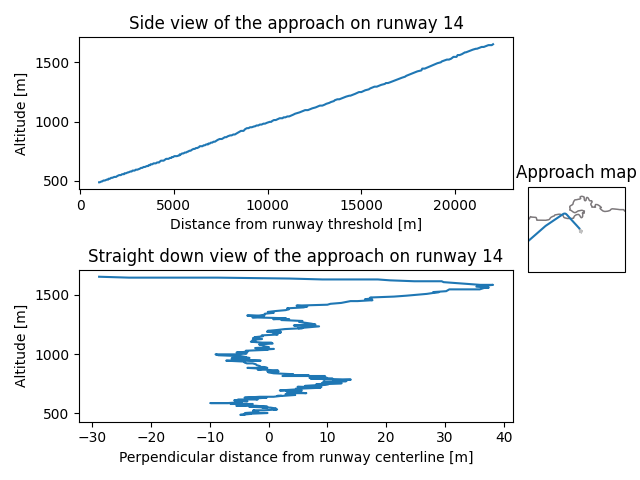 Side view of the approach on runway 14
Altitude [m]
1500
1000
500
0
5000
10000
15000
20000
Distance from runway threshold [m]
Approach map
Straight down view of the approach on runway 14
Altitude [m]
1500
1000
500
−30
−20
−10
0
10
20
30
40
Perpendicular distance from runway centerline [m]